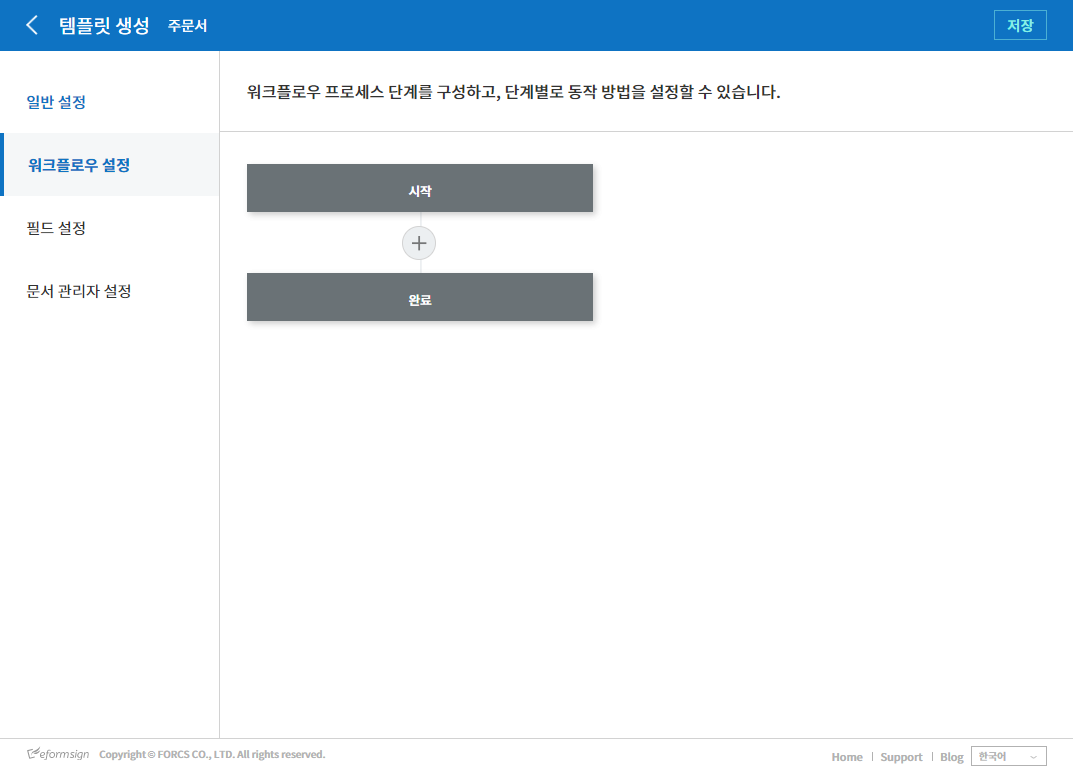 템플릿 생성 주문서 저장
일반 설정
워크플로우 설정
필드 설정
문서 관리자 설정
워크플로우 프로세스 단계를 구성하고, 단계별로 동작 방법을 설정할 수 있습니다.
시작
완료
eformsign Copyright © FORCS CO., LTD. All rights reserved.
Home | Support | Blog 한국어